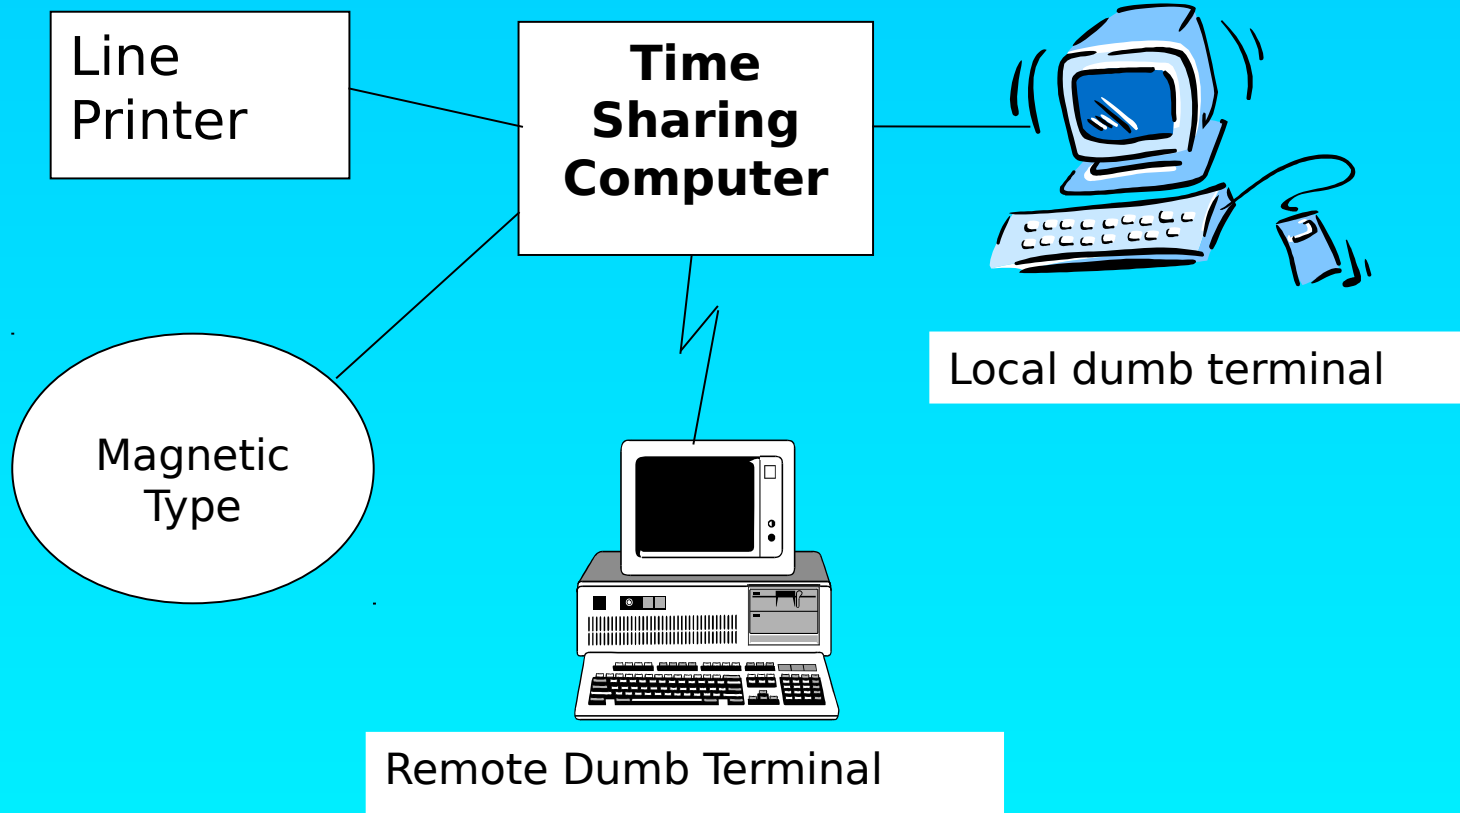 Line
Printer
Time
Sharing
Computer
Local dumb terminal
Magnetic
Type
Remote Dumb Terminal